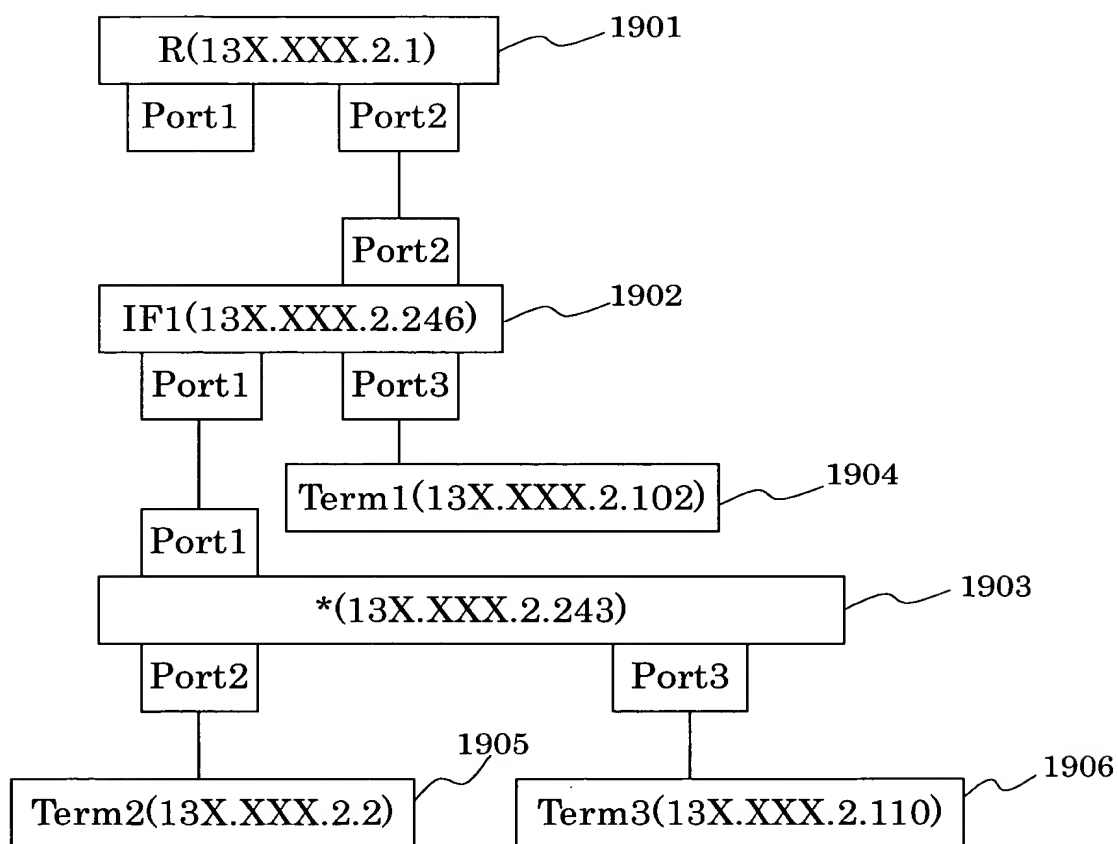 R(13X.XXX.2.1)
1901
Port1
Port2
Port2
IF1(13X.XXX.2.246)
1902
Port1
Port3
Term1(13X.XXX.2.102)
1904
Port1
*(13X.XXX.2.243)
1903
Port2
Port3
Term2(13X.XXX.2.2)
1905
Term3(13X.XXX.2.110)
1906